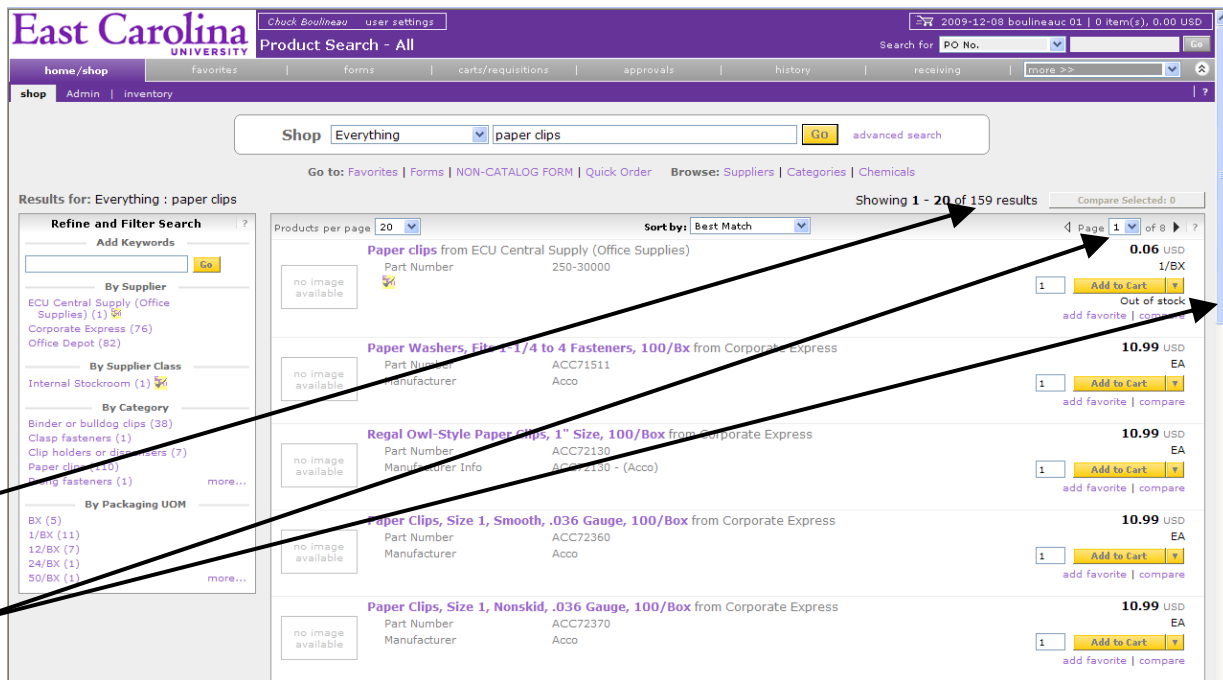 East Carolina
UNIVERSITY
Chuck Boulineau user settings
2009-12-08 boulineauc 01 | 0 item(s), 0.00 USD
Product Search - All
Search for PO No. Go
home/shop favorites | forms | carts/requisitions | approvals | history | receiving | more >>
shop Admin | inventory | ?
Shop Everything paper clips Go advanced search
Go to: Favorites | Forms | NON-CATALOG FORM | Quick Order Browse: Suppliers | Categories | Chemicals
Results for: Everything : paper clips
Showing 1 - 20 of 159 results Compare Selected: 0
Refine and Filter Search ?
Add Keywords
Go
By Supplier
ECU Central Supply (Office
Supplies) (1)
Corporate Express (76)
Office Depot (82)
By Supplier Class
Internal Stockroom (1)
By Category
Binder or bulldog clips (38)
Clasp fasteners (1)
Clip holders or dispensers (7)
Paper clips (110)
Prong fasteners (1) more...
By Packaging UOM
BX (5)
1/BX (11)
12/BX (7)
24/BX (1)
50/BX (1) more...
Products per page 20 Sort by: Best Match Page 1 of 8 ?
Paper clips from ECU Central Supply (Office Supplies) 0.06 USD
Part Number 250-30000 1/BX
no image
available
1 Add to Cart
Out of stock
add favorite | compare
Paper Washers, Fits 1-1/4 to 4 Fasteners, 100/Bx from Corporate Express 10.99 USD
Part Number ACC71511 EA
no image
available
Manufacturer Acco 1 Add to Cart
add favorite | compare
Regal Owl-Style Paper Clips, 1" Size, 100/Box from Corporate Express 10.99 USD
Part Number ACC72130 EA
no image
available
Manufacturer Info ACC72130 - (Acco) 1 Add to Cart
add favorite | compare
Paper Clips, Size 1, Smooth, .036 Gauge, 100/Box from Corporate Express 10.99 USD
Part Number ACC72360 EA
no image
available
Manufacturer Acco 1 Add to Cart
add favorite | compare
Paper Clips, Size 1, Nonskid, .036 Gauge, 100/Box from Corporate Express 10.99 USD
Part Number ACC72370 EA
no image
available
Manufacturer Acco 1 Add to Cart
add favorite | compare